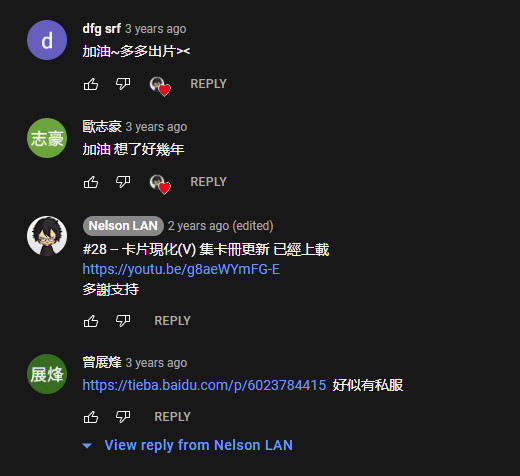 d
dfg srf 3 years ago
加油~多多出片><
REPLY
志豪
歐志豪 3 years ago
加油 想了好幾年
REPLY
Nelson LAN 2 years ago (edited)
#28 – 卡片現化(V) 集卡冊更新 已經上載
https://youtu.be/g8aeWYmFG-E
多謝支持
REPLY
展烽
曾展烽 3 years ago
https://tieba.baidu.com/p/6023784415 好似有私服
REPLY
View reply from Nelson LAN